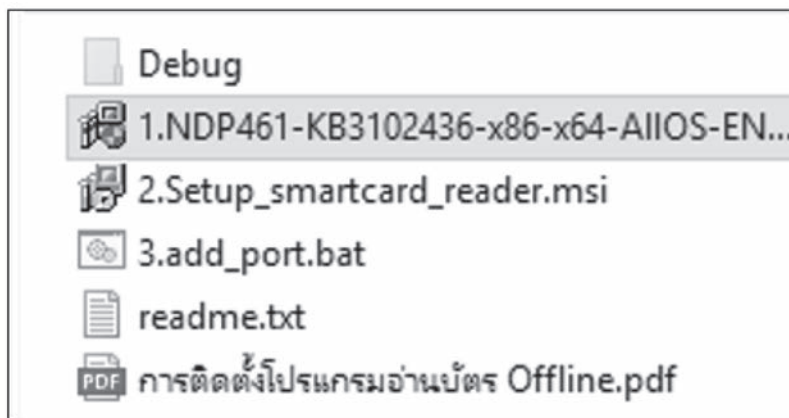 Debug
1.NDP461-KB3102436-x86-x64-AllOS-EN...
2.Setup_smartcard_reader.msi
3.add_port.bat
readme.txt
PDF การติดตั้งโปรแกรมอ่านบัตร Offline.pdf